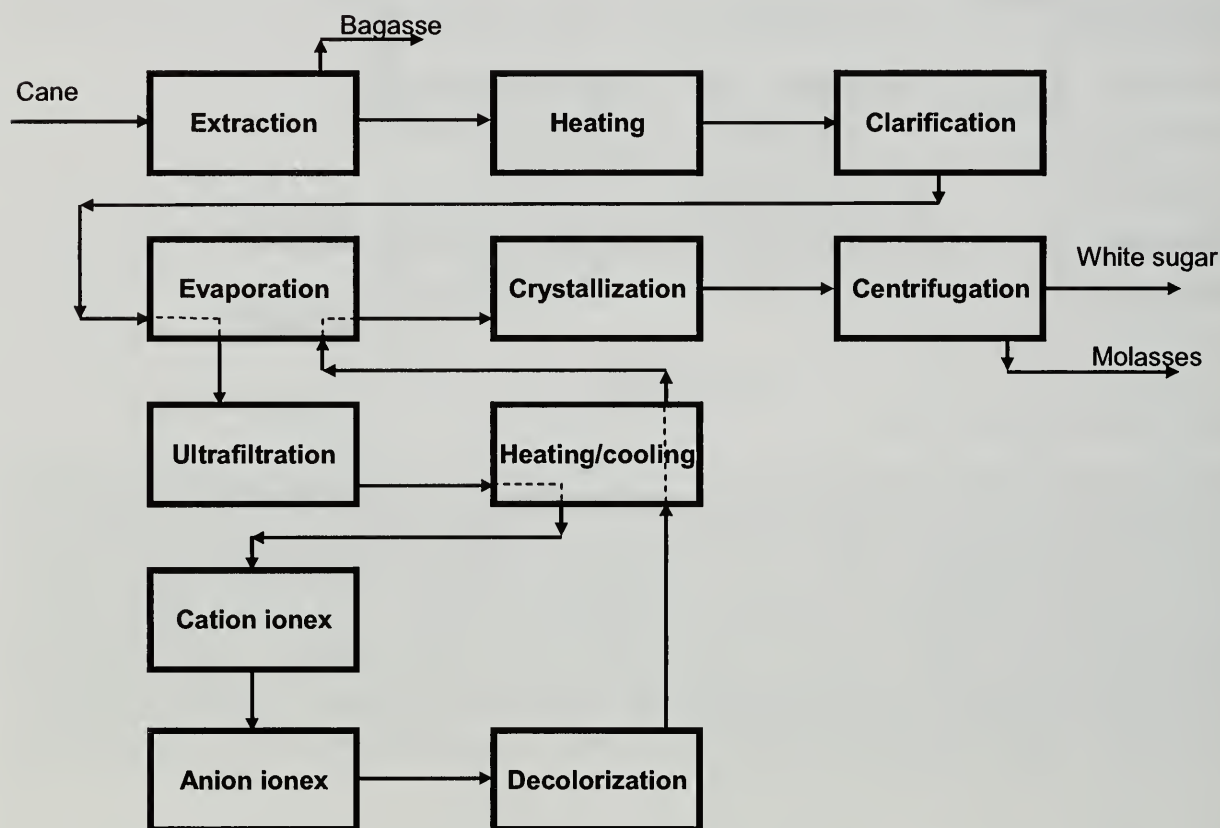 Bagasse
Cane
Extraction
Heating
Clarification
White sugar
Evaporation
Crystallization
Centrifugation
Molasses
Ultrafiltration
Heating/cooling
Cation ionex
Anion ionex
Decolorization